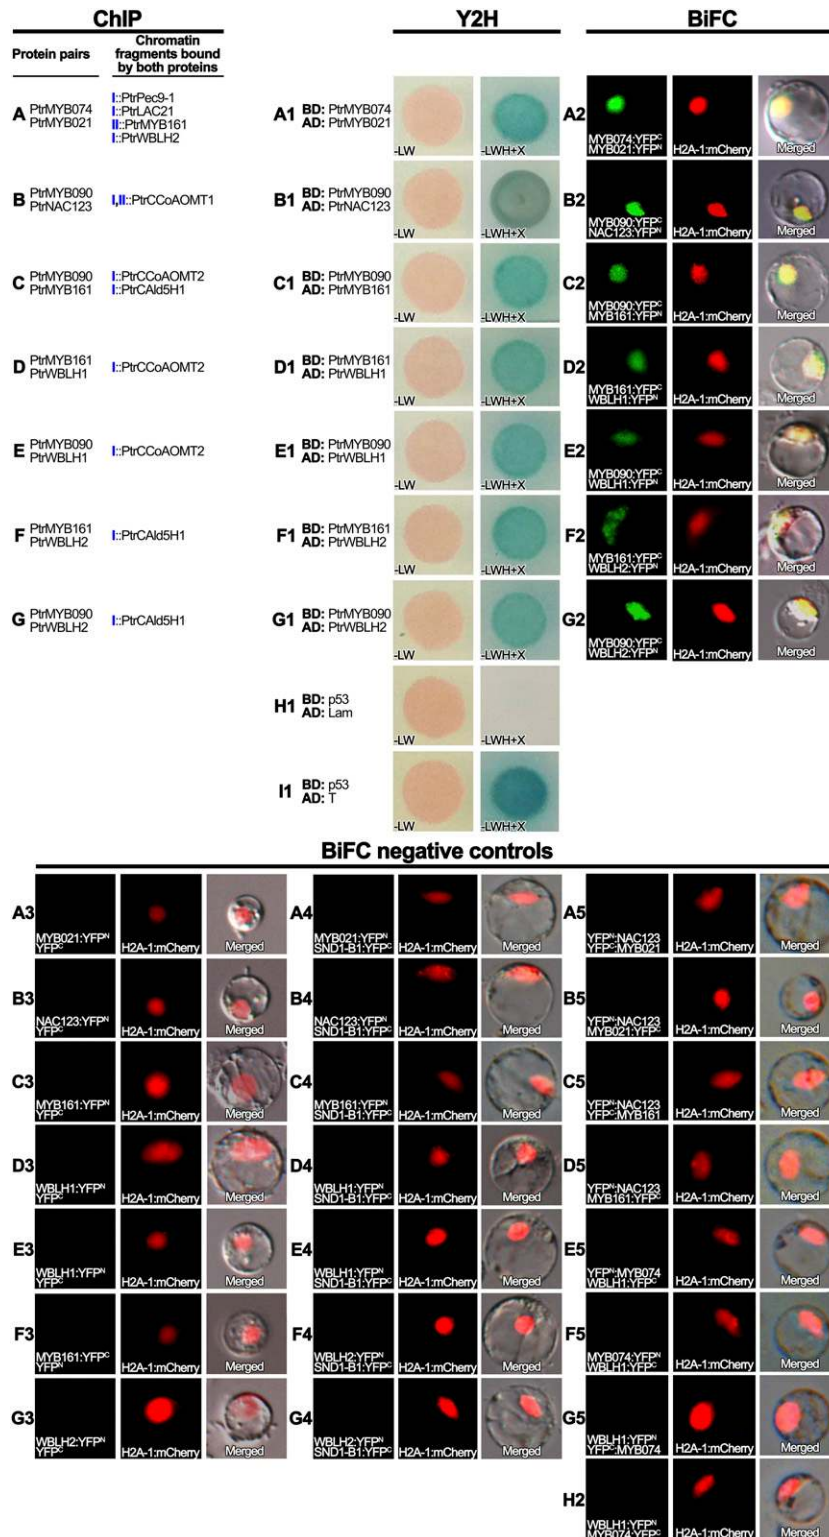 ChIP
Y2H
BiFC
Protein pairs
Chromatin
fragments bound
by both proteins
A PtrMYB074
PtrMYB021
I::PtrPec9-1
I::PtrLAC21
II::PtrMYB161
I::PtrWBLH2
A1 BD: PtrMYB074
AD: PtrMYB021
-LW
-LWH+X
A2
MYB074:YFPᶜ
MYB021:YFPᴺ
H2A-1:mCherry
Merged
B PtrMYB090
PtrNAC123
I,II::PtrCCoAOMT1
B1 BD: PtrMYB090
AD: PtrNAC123
-LW
-LWH+X
B2
MYB090:YFPᶜ
NAC123:YFPᴺ
H2A-1:mCherry
Merged
C PtrMYB090
PtrMYB161
I::PtrCCoAOMT2
I::PtrCAld5H1
C1 BD: PtrMYB090
AD: PtrMYB161
-LW
-LWH+X
C2
MYB090:YFPᶜ
MYB161:YFPᴺ
H2A-1:mCherry
Merged
D PtrMYB161
PtrWBLH1
I::PtrCCoAOMT2
D1 BD: PtrMYB161
AD: PtrWBLH1
-LW
-LWH+X
D2
MYB161:YFPᶜ
WBLH1:YFPᴺ
H2A-1:mCherry
Merged
E PtrMYB090
PtrWBLH1
I::PtrCCoAOMT2
E1 BD: PtrMYB090
AD: PtrWBLH1
-LW
-LWH+X
E2
MYB090:YFPᶜ
WBLH1:YFPᴺ
H2A-1:mCherry
Merged
F PtrMYB161
PtrWBLH2
I::PtrCAld5H1
F1 BD: PtrMYB161
AD: PtrWBLH2
-LW
-LWH+X
F2
MYB161:YFPᶜ
WBLH2:YFPᴺ
H2A-1:mCherry
Merged
G PtrMYB090
PtrWBLH2
I::PtrCAld5H1
G1 BD: PtrMYB090
AD: PtrWBLH2
-LW
-LWH+X
G2
MYB090:YFPᶜ
WBLH2:YFPᴺ
H2A-1:mCherry
Merged
H1 BD: p53
AD: Lam
-LW
-LWH+X
I1 BD: p53
AD: T
-LW
-LWH+X
BiFC negative controls
A3
MYB021:YFPᴺ
YFPᶜ
H2A-1:mCherry
Merged
A4
MYB021:YFPᴺ
SND1-B1:YFPᶜ
H2A-1:mCherry
Merged
A5
YFPᴺ:NAC123
YFPᶜ:MYB021
H2A-1:mCherry
Merged
B3
NAC123:YFPᴺ
YFPᶜ
H2A-1:mCherry
Merged
B4
NAC123:YFPᴺ
SND1-B1:YFPᶜ
H2A-1:mCherry
Merged
B5
YFPᴺ:NAC123
MYB021:YFPᶜ
H2A-1:mCherry
Merged
C3
MYB161:YFPᴺ
YFPᶜ
H2A-1:mCherry
Merged
C4
MYB161:YFPᴺ
SND1-B1:YFPᶜ
H2A-1:mCherry
Merged
C5
YFPᴺ:NAC123
YFPᶜ:MYB161
H2A-1:mCherry
Merged
D3
WBLH1:YFPᴺ
YFPᶜ
H2A-1:mCherry
Merged
D4
WBLH1:YFPᴺ
SND1-B1:YFPᶜ
H2A-1:mCherry
Merged
D5
YFPᴺ:NAC123
MYB161:YFPᶜ
H2A-1:mCherry
Merged
E3
WBLH1:YFPᴺ
YFPᶜ
H2A-1:mCherry
Merged
E4
WBLH1:YFPᴺ
SND1-B1:YFPᶜ
H2A-1:mCherry
Merged
E5
YFPᴺ:MYB074
WBLH1:YFPᶜ
H2A-1:mCherry
Merged
F3
MYB161:YFPᶜ
YFPᴺ
H2A-1:mCherry
Merged
F4
WBLH2:YFPᴺ
SND1-B1:YFPᶜ
H2A-1:mCherry
Merged
F5
MYB074:YFPᴺ
WBLH1:YFPᶜ
H2A-1:mCherry
Merged
G3
WBLH2:YFPᴺ
YFPᶜ
H2A-1:mCherry
Merged
G4
WBLH2:YFPᴺ
SND1-B1:YFPᶜ
H2A-1:mCherry
Merged
G5
WBLH1:YFPᴺ
YFPᶜ:MYB074
H2A-1:mCherry
Merged
H2
WBLH1:YFPᴺ
MYB074:YFPᶜ
H2A-1:mCherry
Merged